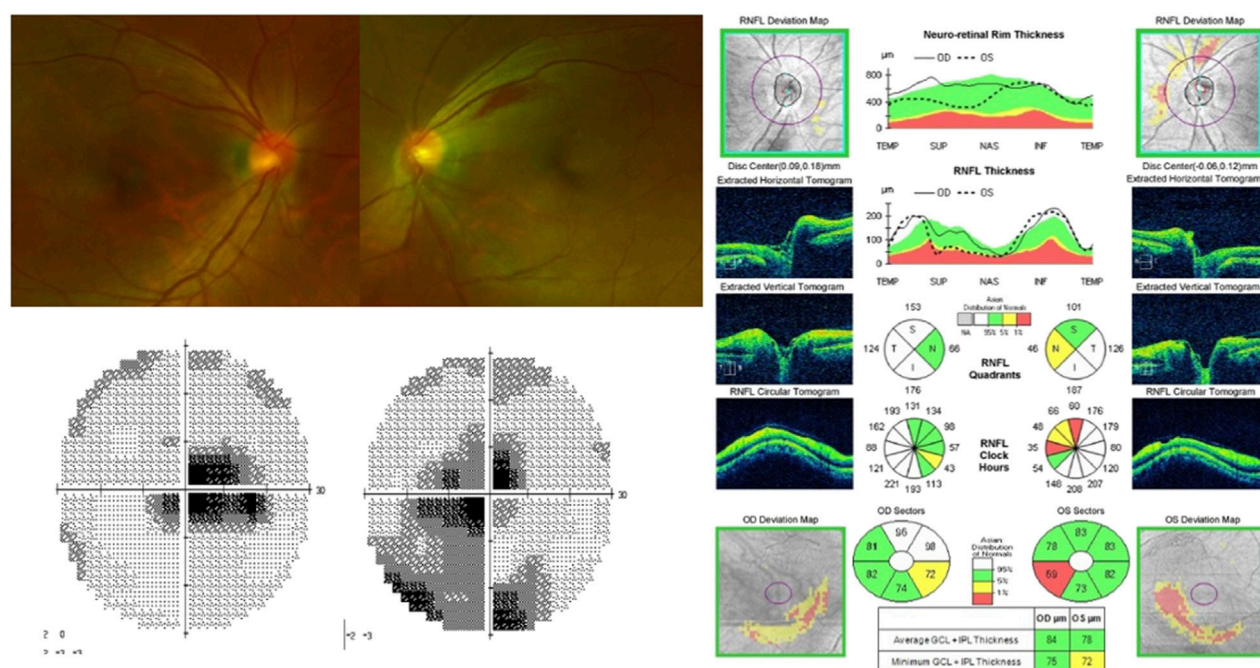 30
30
2 0
2 -3 -3
-2 -3
RNFL Deviation Map
Neuro-retinal Rim Thickness
RNFL Deviation Map
µm
OD
OS
800
400
0
TEMP SUP NAS INF TEMP
Disc Center(0.09,0.18)mm
Disc Center(-0.06,0.12)mm
Extracted Horizontal Tomogram
RNFL Thickness
Extracted Horizontal Tomogram
µm
OD
OS
200
100
0
TEMP SUP NAS INF TEMP
Extracted Vertical Tomogram
Extracted Vertical Tomogram
Asian
Distribution of Normals
NA 95% 5% 1%
153
S
124 T N 66
I
176
101
S
46 N T 126
I
187
RNFL
Quadrants
RNFL Circular Tomogram
RNFL Circular Tomogram
193 131 134
162 98
88 57
121 43
221 193 113
RNFL
Clock
Hours
66 60 176
48 179
35 80
54 120
148 208 207
OD Deviation Map
OD Sectors
OS Sectors
OS Deviation Map
96
81 98
82 72
74
Asian
Distribution
of Normals
95%
5%
1%
83
78 83
69 82
73
OD µm OS µm
Average GCL + IPL Thickness 84 78
Minimum GCL + IPL Thickness 75 72